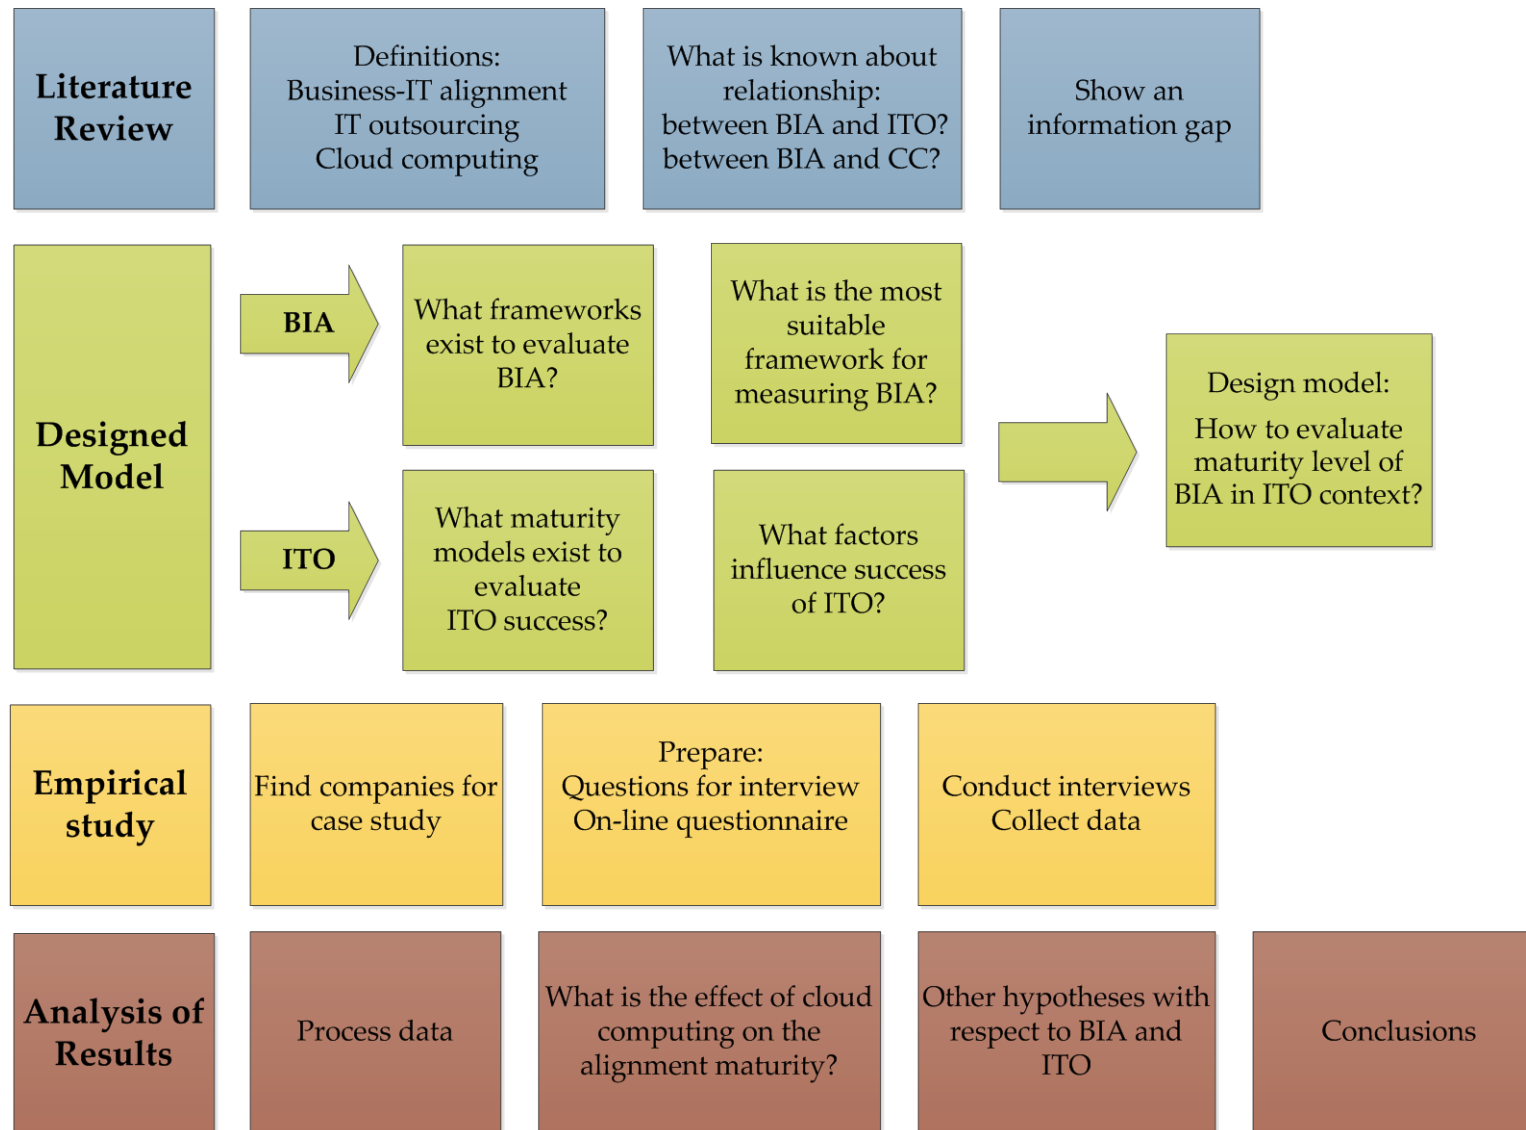 Literature
Review
Definitions:
Business-IT alignment
IT outsourcing
Cloud computing
What is known about
relationship:
between BIA and ITO?
between BIA and CC?
Show an
information gap
Designed
Model
BIA
What frameworks
exist to evaluate
BIA?
What is the most
suitable
framework for
measuring BIA?
ITO
What maturity
models exist to
evaluate
ITO success?
What factors
influence success
of ITO?
Design model:
How to evaluate
maturity level of
BIA in ITO context?
Empirical
study
Find companies for
case study
Prepare:
Questions for interview
On-line questionnaire
Conduct interviews
Collect data
Analysis of
Results
Process data
What is the effect of cloud
computing on the
alignment maturity?
Other hypotheses with
respect to BIA and
ITO
Conclusions